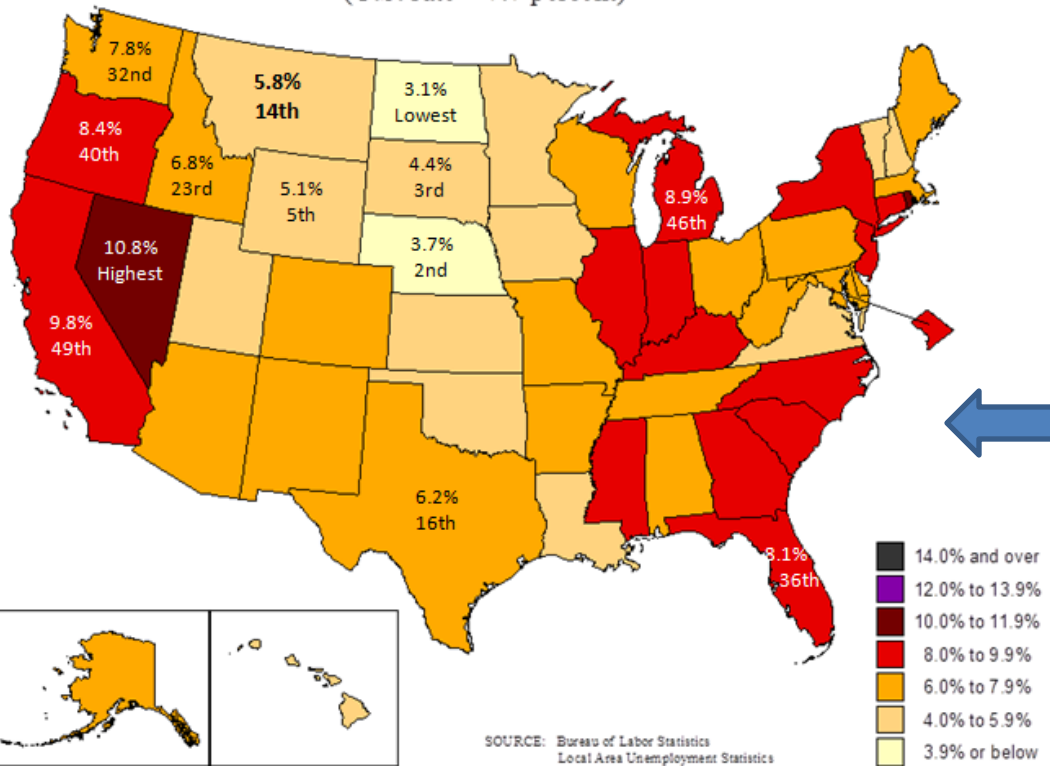 7.8%
32nd
5.8%
14th
3.1%
Lowest
8.4%
40th
6.8%
23rd
4.4%
3rd
5.1%
5th
8.9%
46th
10.8%
Highest
3.7%
2nd
9.8%
49th
6.2%
16th
8.1%
36th
14.0% and over
12.0% to 13.9%
10.0% to 11.9%
8.0% to 9.9%
6.0% to 7.9%
4.0% to 5.9%
3.9% or below
SOURCE: Bureau of Labor Statistics
Local Area Unemployment Statistics